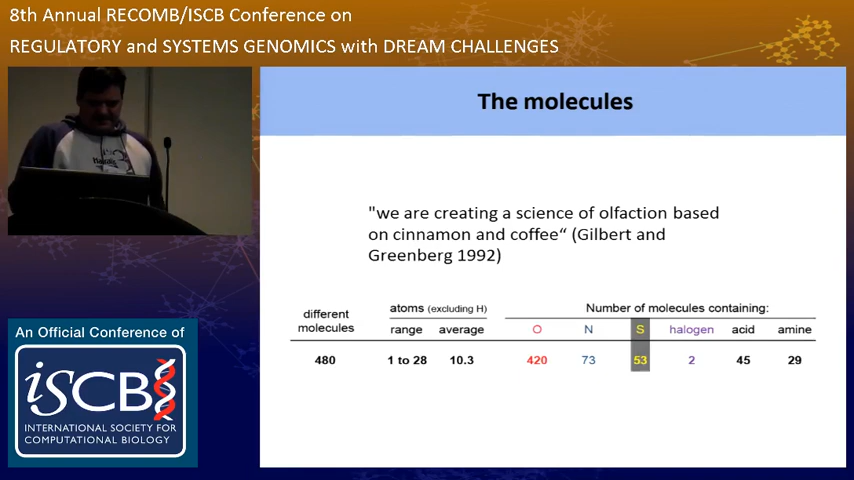 8th Annual RECOMB/ISCB Conference on
REGULATORY and SYSTEMS GENOMICS with DREAM CHALLENGES
The molecules
"we are creating a science of olfaction based
on cinnamon and coffee“ (Gilbert and
Greenberg 1992)
different
molecules
atoms (excluding H)
Number of molecules containing:
range average O N S halogen acid amine
480 1 to 28 10.3 420 73 53 2 45 29
An Official Conference of
iSCB
INTERNATIONAL SOCIETY FOR
COMPUTATIONAL BIOLOGY